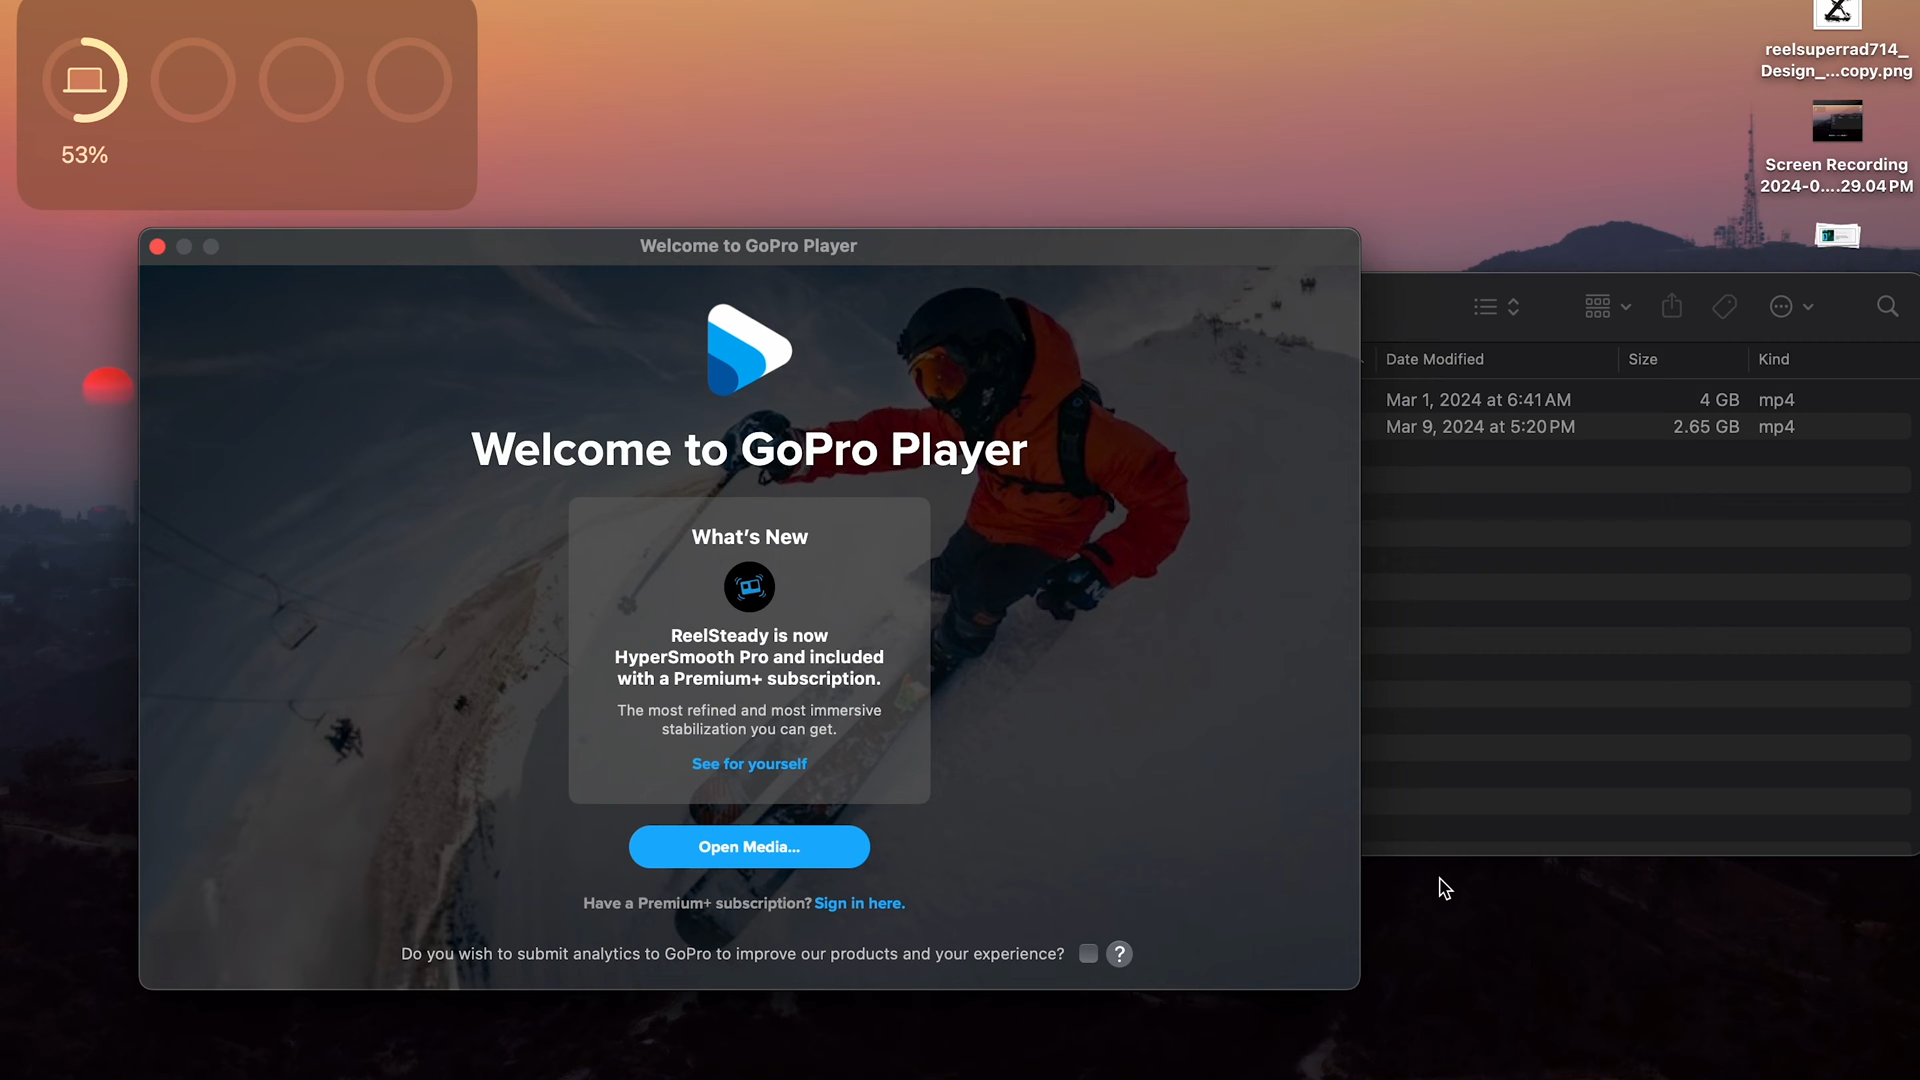 53%
reelsuperrad714_
Design_...copy.png
Screen Recording
2024-0....29.04 PM
Welcome to GoPro Player
Welcome to GoPro Player
What's New
ReelSteady is now
HyperSmooth Pro and included
with a Premium+ subscription.
The most refined and most immersive
stabilization you can get.
See for yourself
Open Media...
Have a Premium+ subscription? Sign in here.
Do you wish to submit analytics to GoPro to improve our products and your experience? ?
Date Modified Size Kind
Mar 1, 2024 at 6:41 AM 4 GB mp4
Mar 9, 2024 at 5:20 PM 2.65 GB mp4